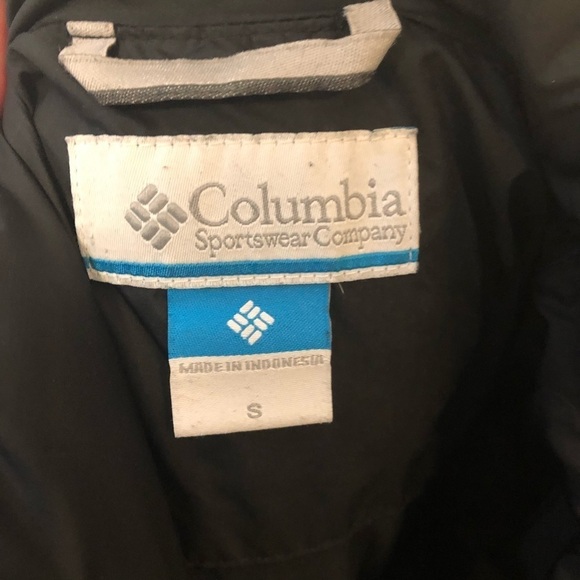 Columbia
Sportswear Company
MADE IN INDONESIA
S